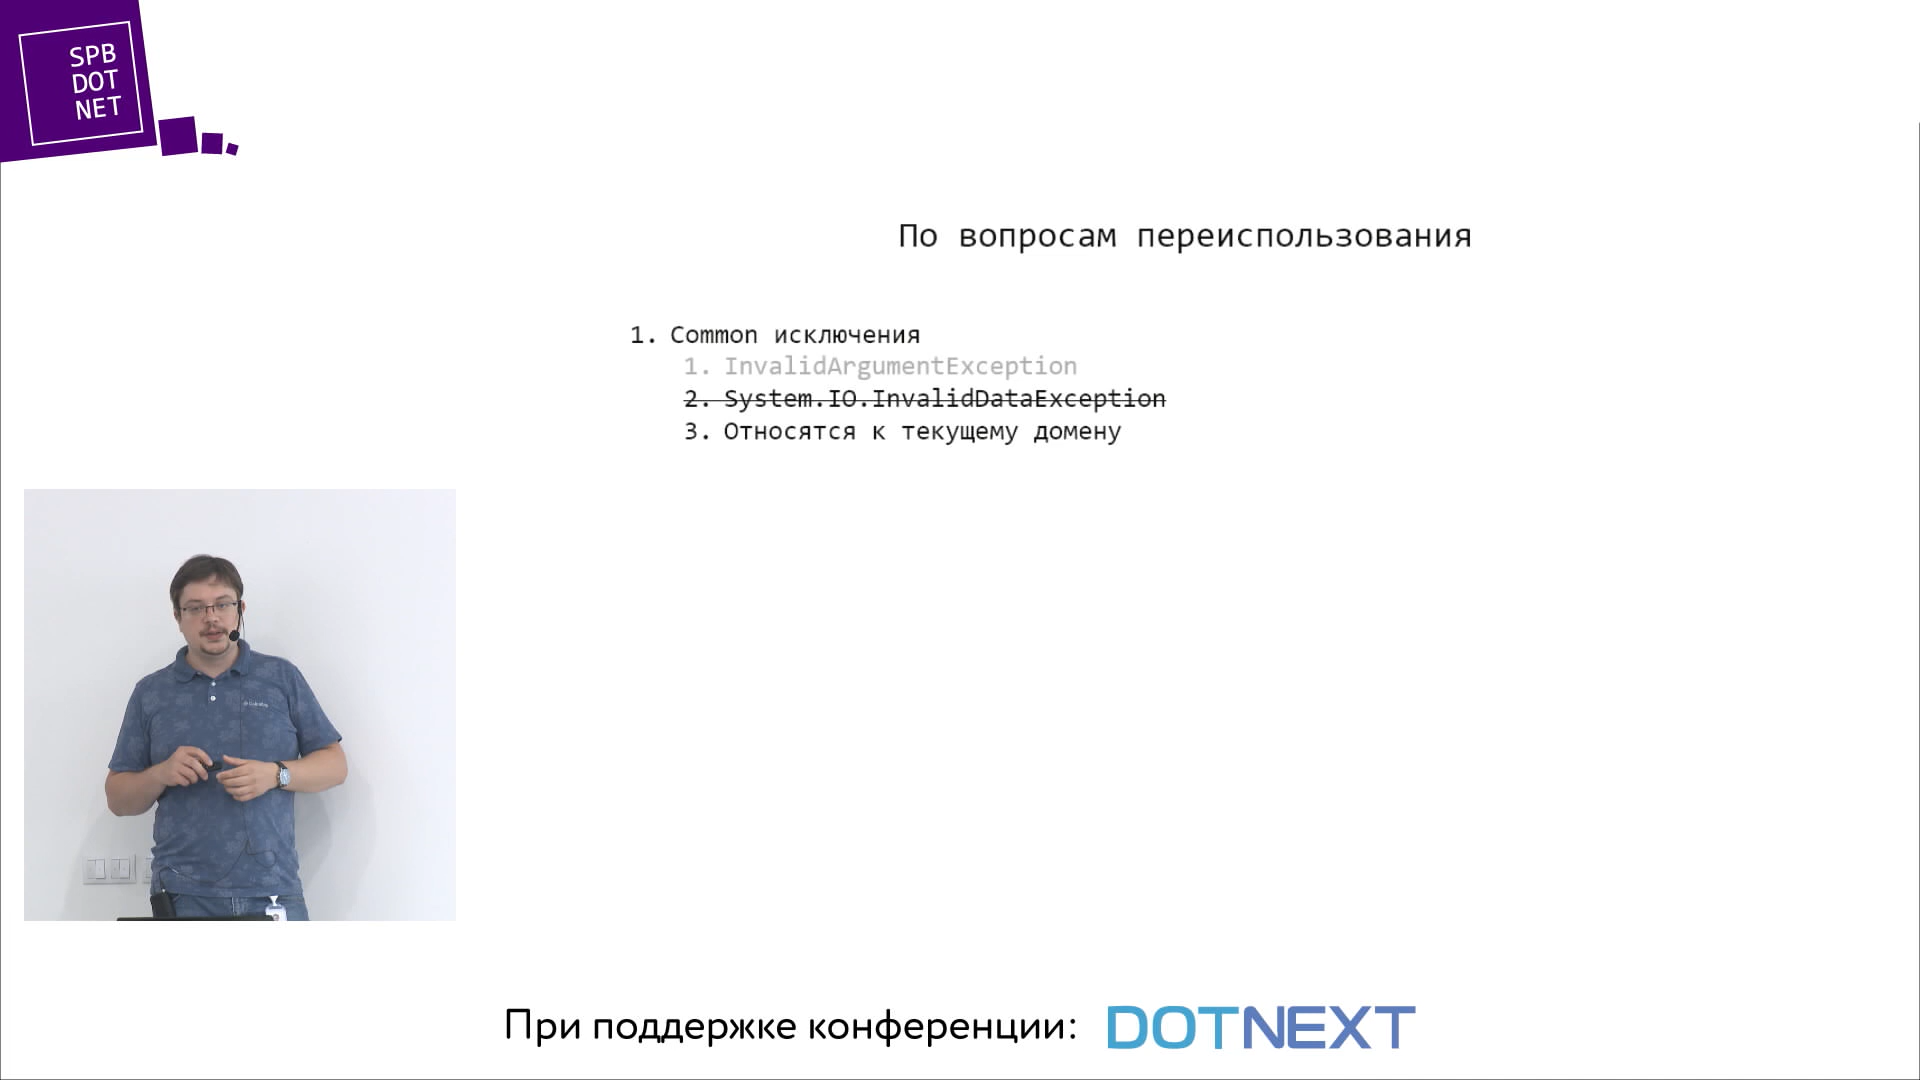 SPB
DOT
NET
По вопросам переиспользования
1. Common исключения
1. InvalidArgumentException
2. System.IO.InvalidDataException
3. Относятся к текущему домену
При поддержке конференции: DOTNEXT